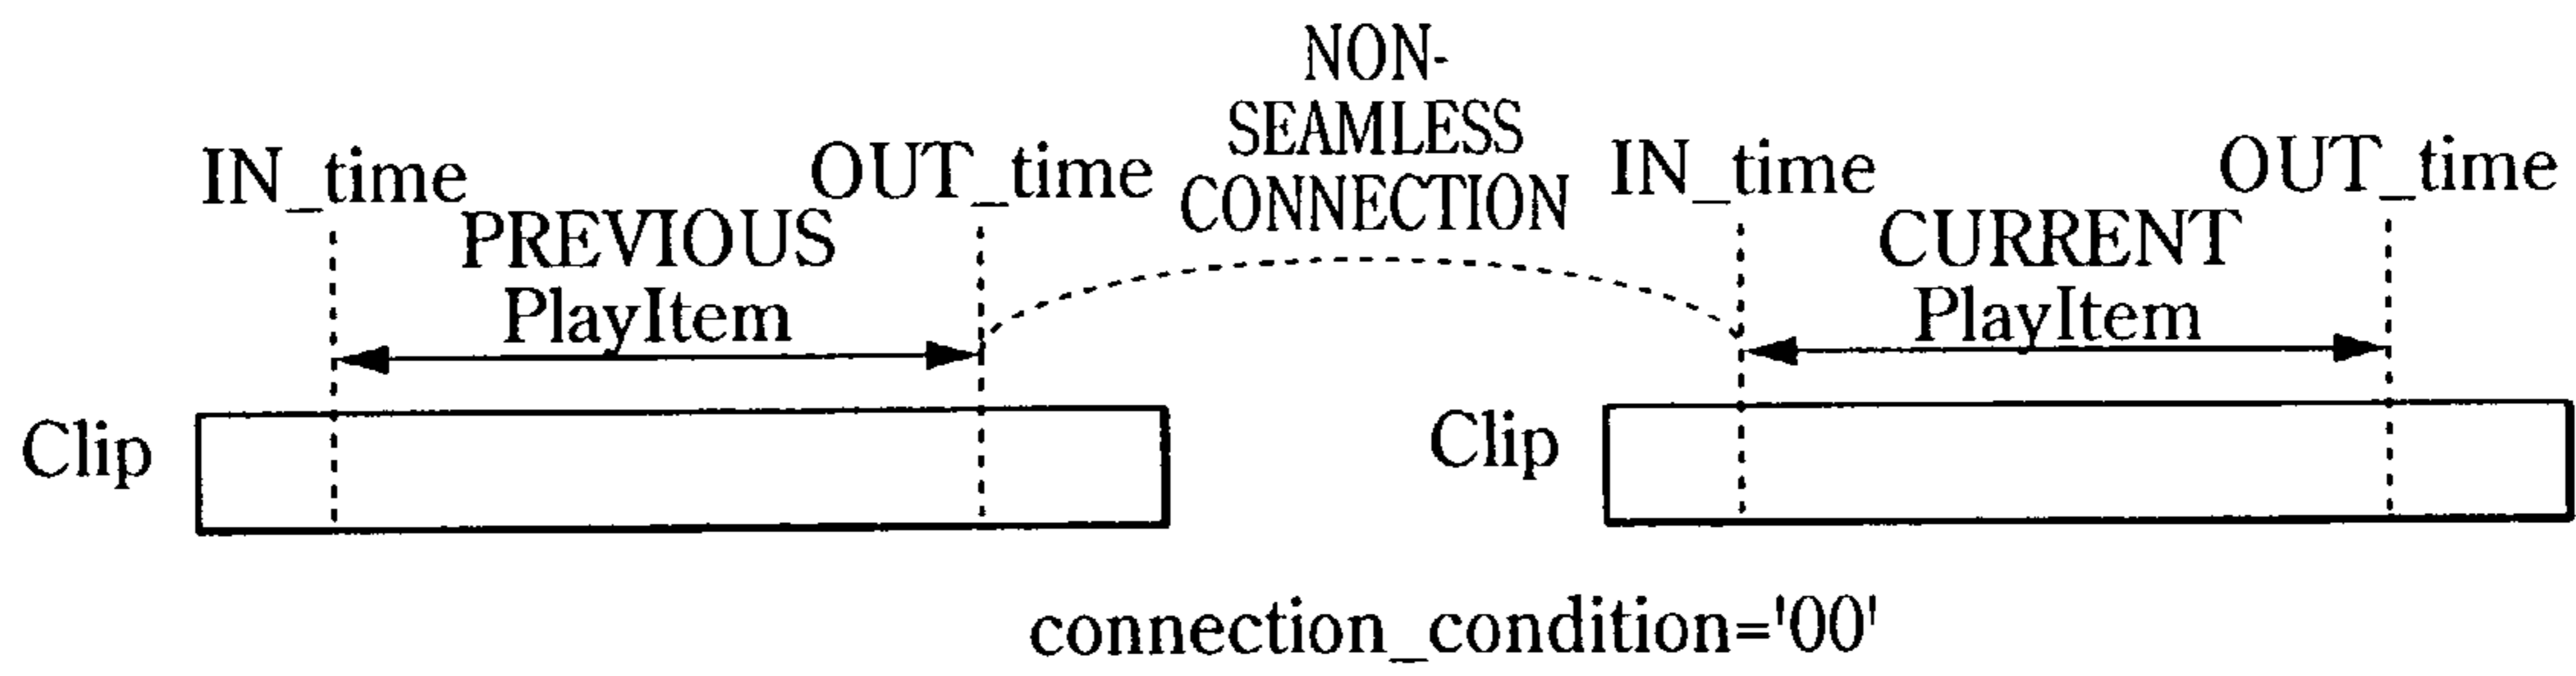 NON-
SEAMLESS
CONNECTION
IN_time
OUT_time
IN_time
OUT_time
PREVIOUS
PlayItem
CURRENT
PlayItem
Clip
Clip
connection_condition='00'